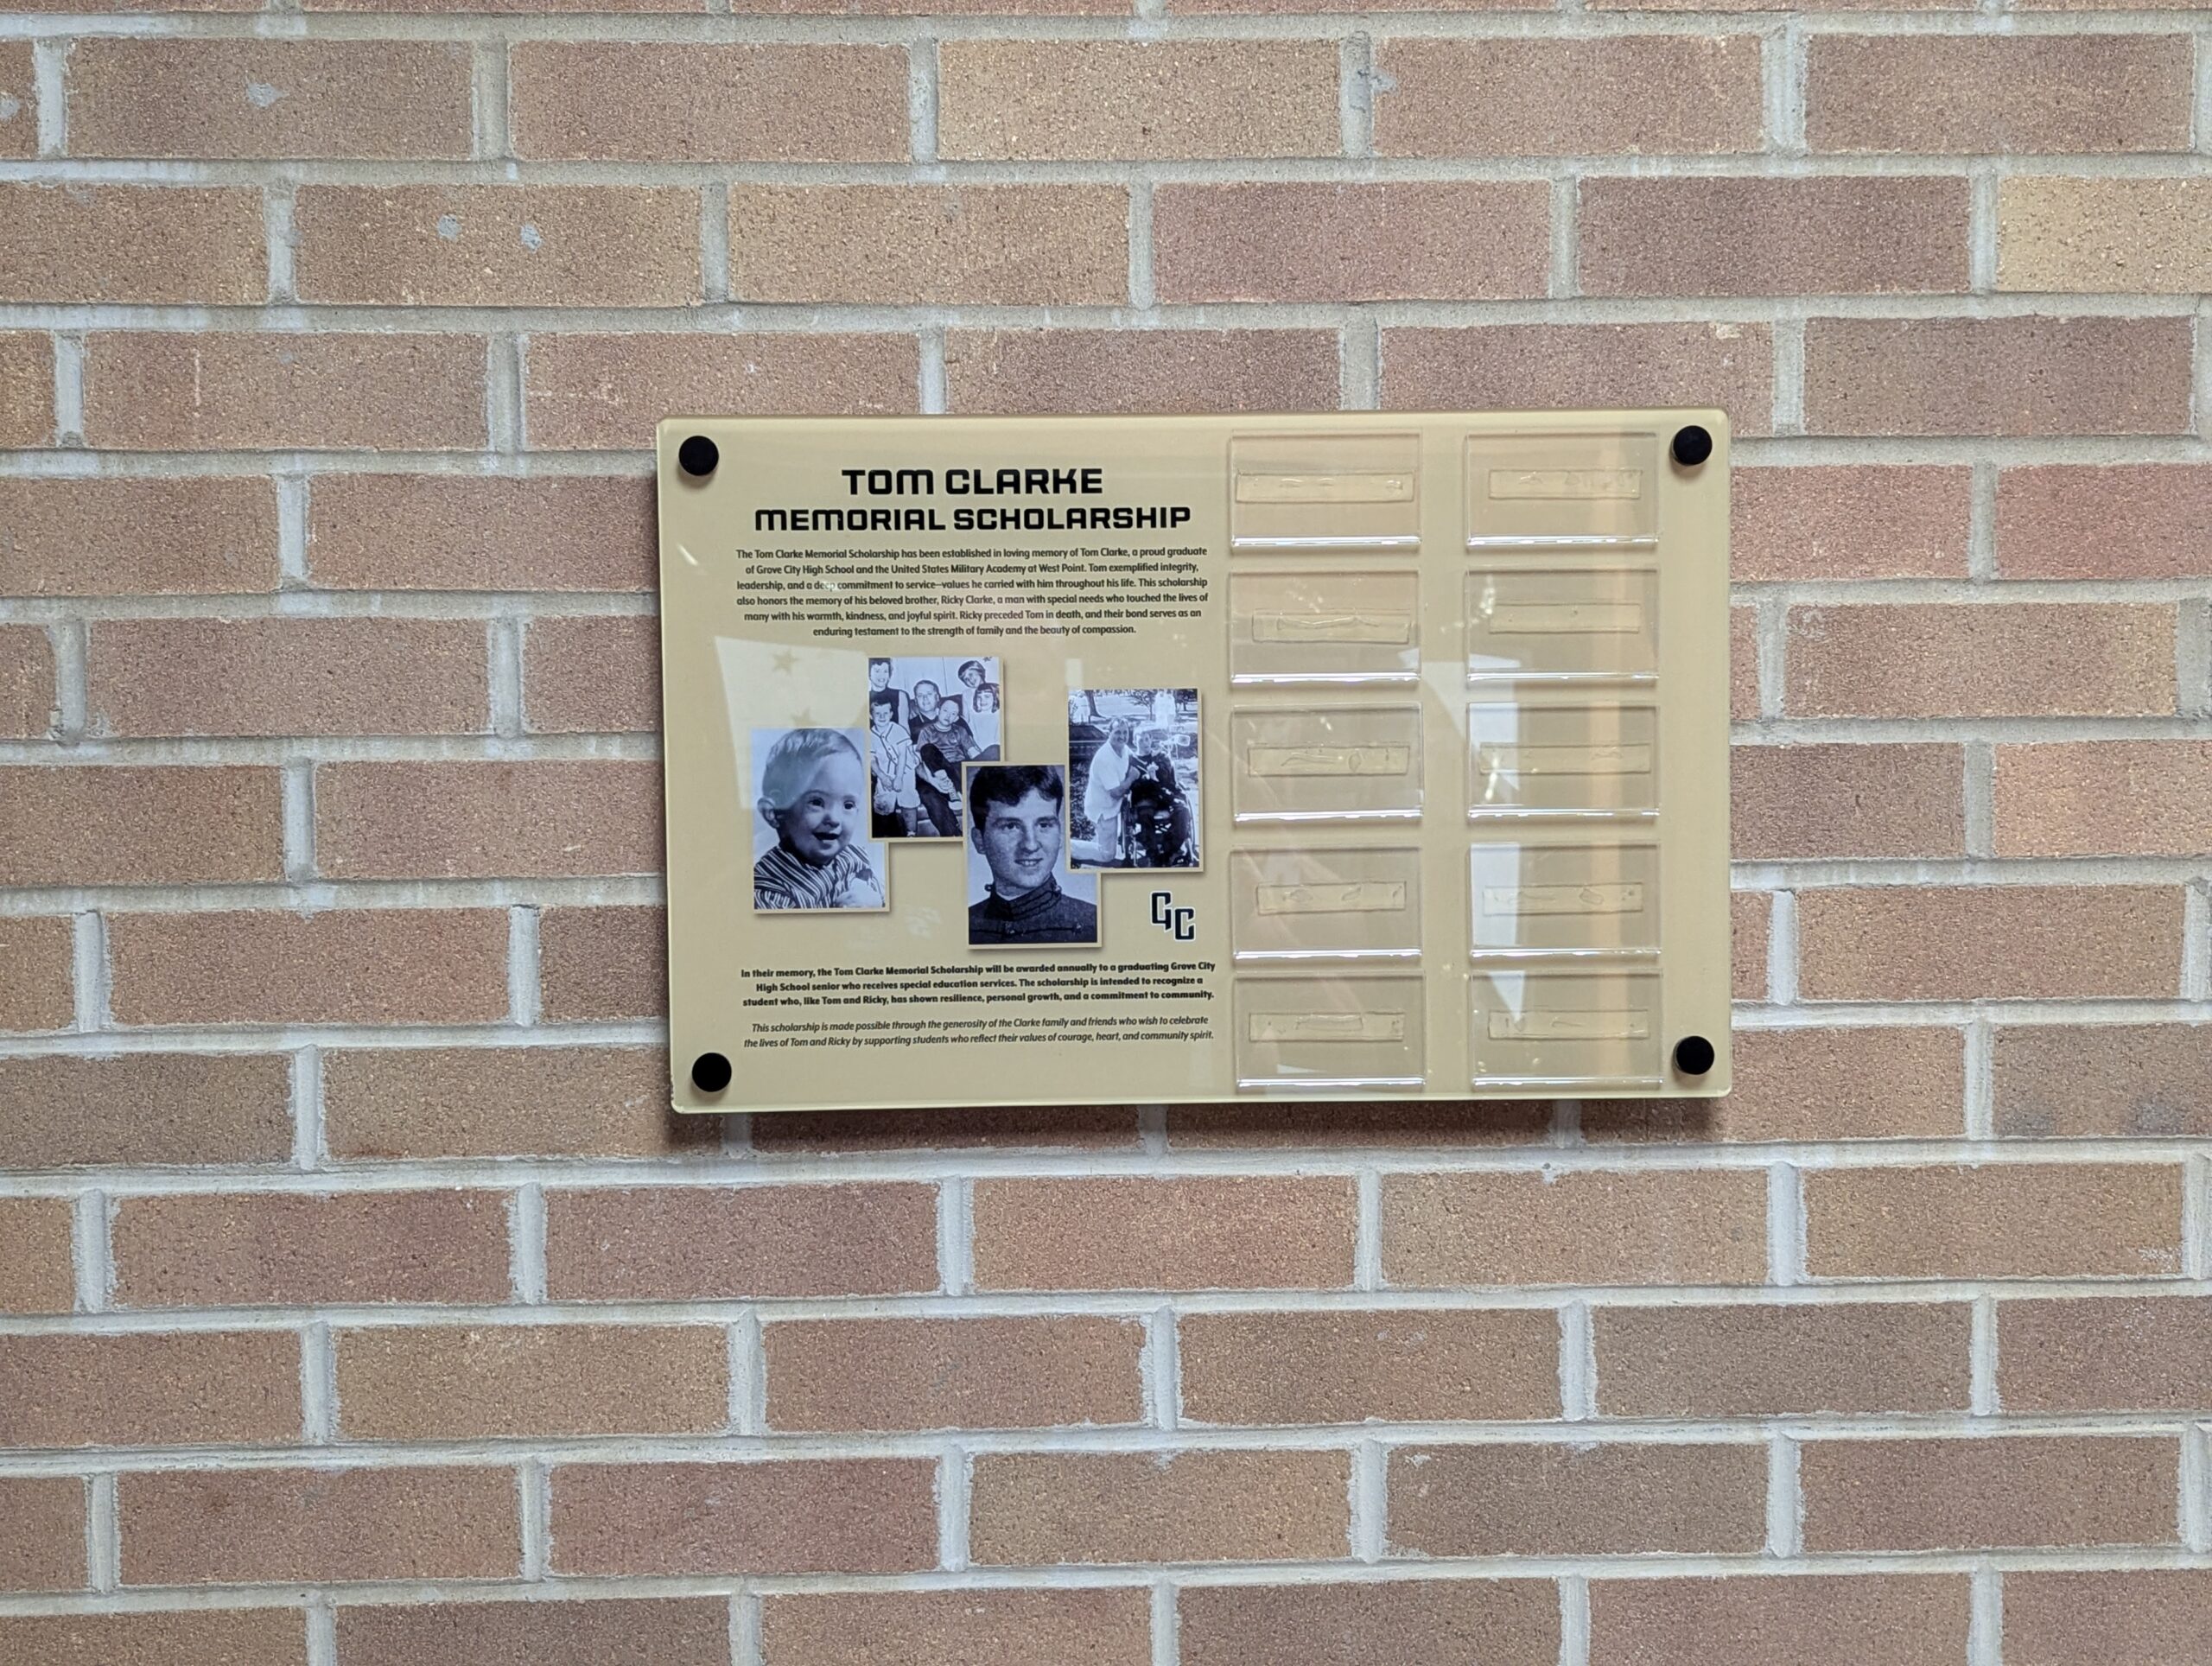 TOM CLARKE
MEMORIAL SCHOLARSHIP
The Tom Clarke Memorial Scholarship has been established in loving memory of Tom Clarke, a proud graduate
of Grove City High School and the United States Military Academy at West Point. Tom exemplified integrity,
leadership, and a deep commitment to service—values he carried with him throughout his life. This scholarship
also honors the memory of his beloved brother, Ricky Clarke, a man with special needs who touched the lives of
many with his warmth, kindness, and joyful spirit. Ricky preceded Tom in death, and their bond serves as an
enduring testament to the strength of family and the beauty of compassion.
GC
In their memory, the Tom Clarke Memorial Scholarship will be awarded annually to a graduating Grove City
High School senior who receives special education services. The scholarship is intended to recognize a
student who, like Tom and Ricky, has shown resilience, personal growth, and a commitment to community.
This scholarship is made possible through the generosity of the Clarke family and friends who wish to celebrate
the lives of Tom and Ricky by supporting students who reflect their values of courage, heart, and community spirit.